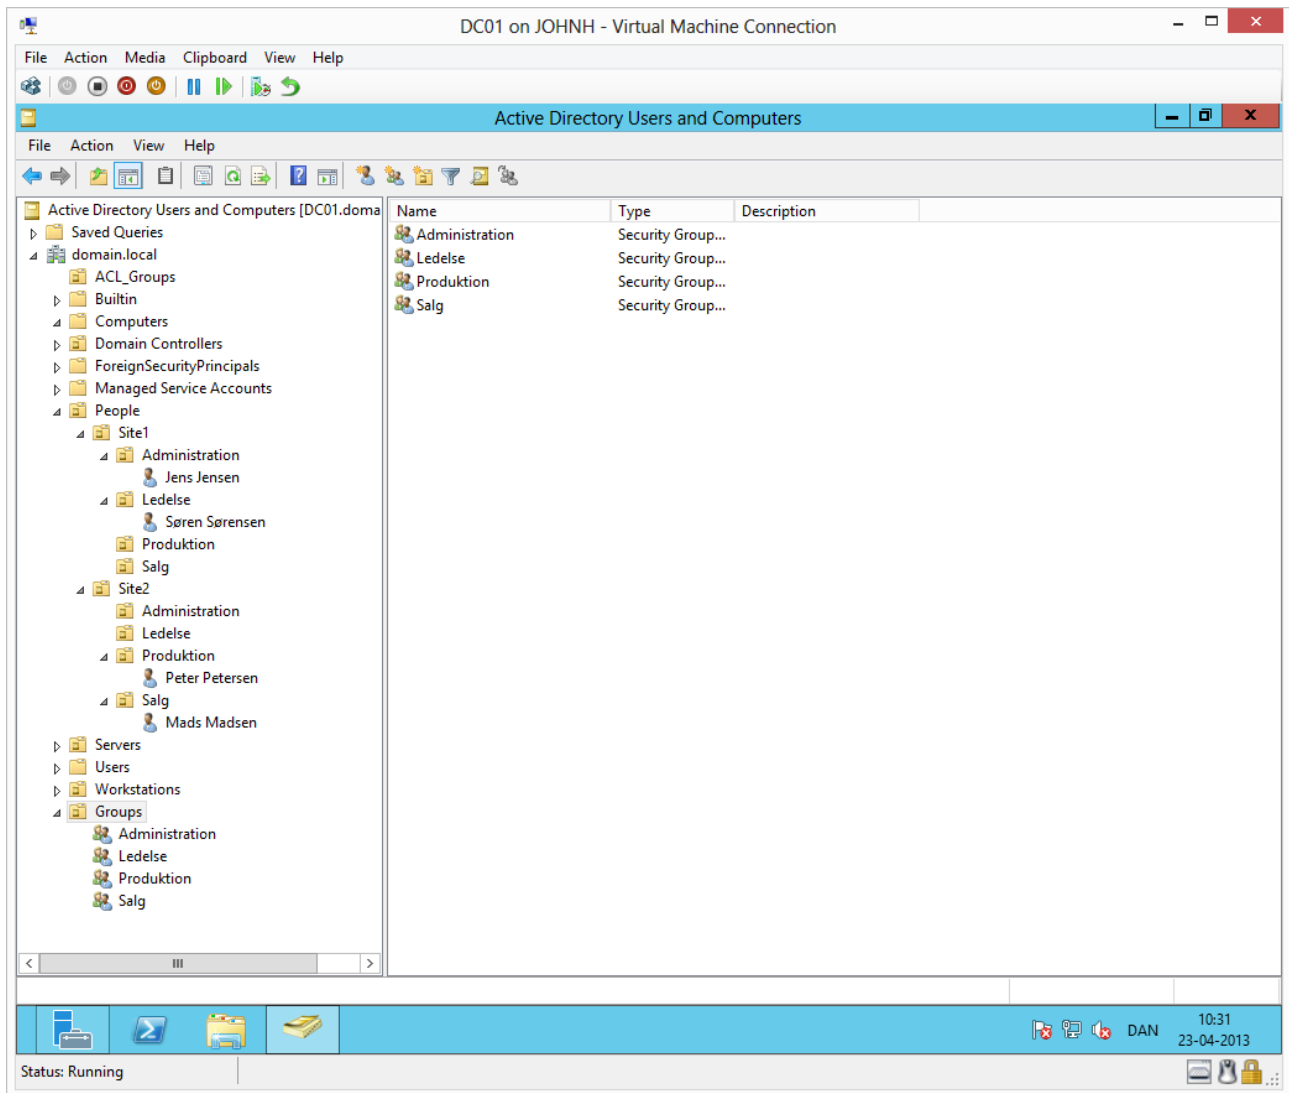 DC01 on JOHNH - Virtual Machine Connection
File Action Media Clipboard View Help
Active Directory Users and Computers
File Action View Help
Active Directory Users and Computers [DC01.doma
Saved Queries
domain.local
ACL_Groups
Builtin
Computers
Domain Controllers
ForeignSecurityPrincipals
Managed Service Accounts
People
Site1
Administration
Jens Jensen
Ledelse
Søren Sørensen
Produktion
Salg
Site2
Administration
Ledelse
Produktion
Peter Petersen
Salg
Mads Madsen
Servers
Users
Workstations
Groups
Administration
Ledelse
Produktion
Salg
Name Type Description
Administration Security Group...
Ledelse Security Group...
Produktion Security Group...
Salg Security Group...
DAN
10:31
23-04-2013
Status: Running